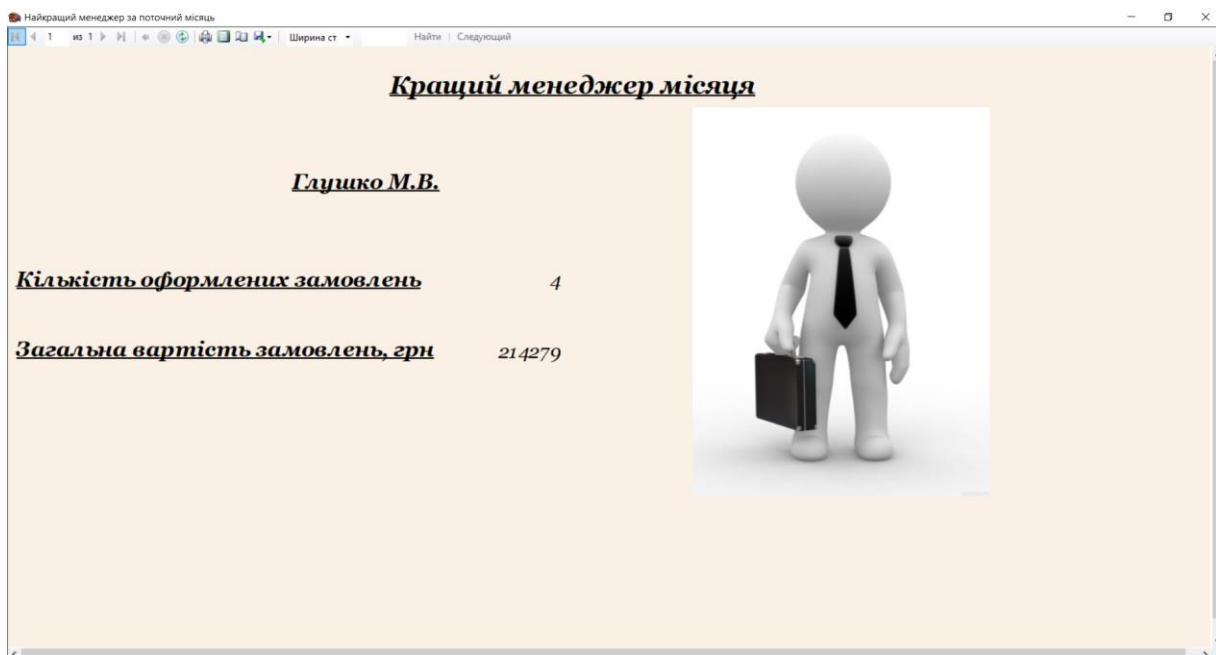 Найкращий менеджер за поточний місяць
1 из 1 Ширина ст Найти | Следующий
Кращий менеджер місяця
Глушко М.В.
Кількість оформлених замовлень 4
Загальна вартість замовлень, грн 214279